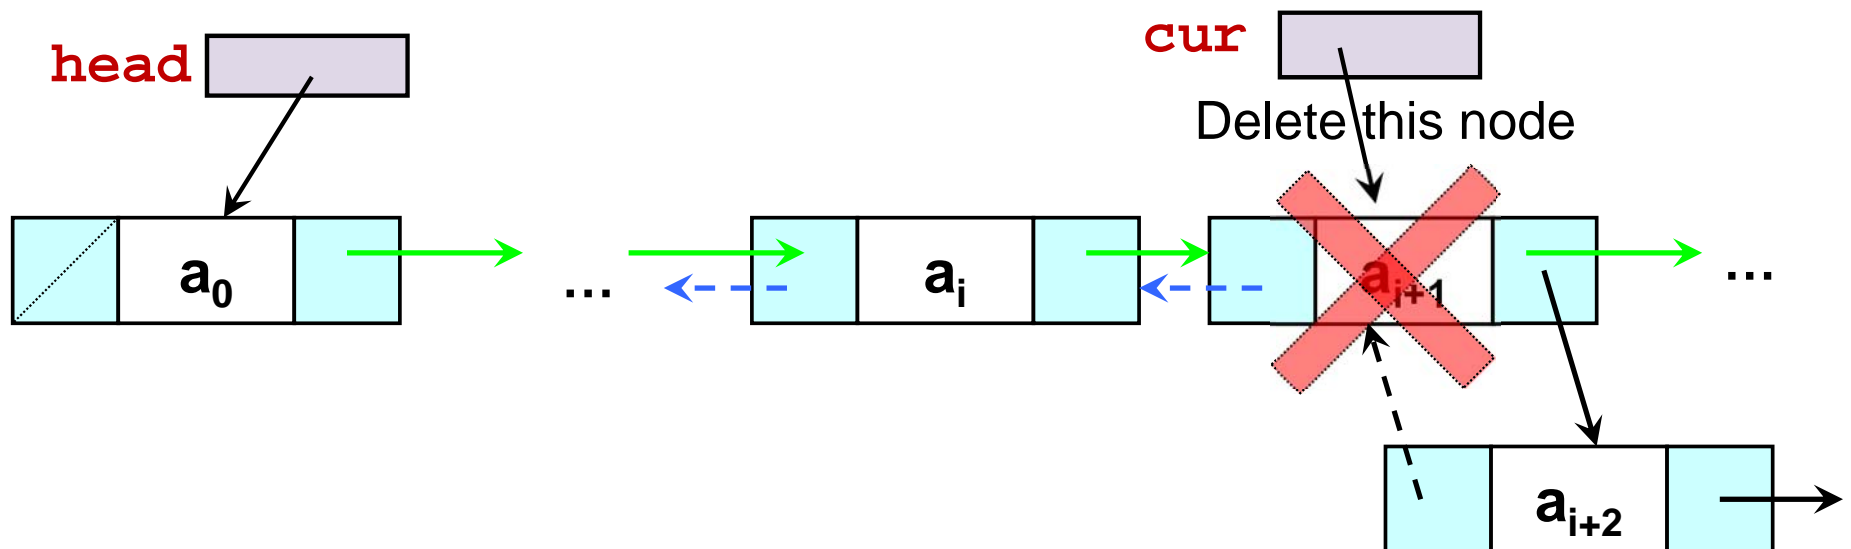 head
cur
Delete this node
a₀
...
aᵢ
aᵢ₊₁
...
aᵢ₊₂